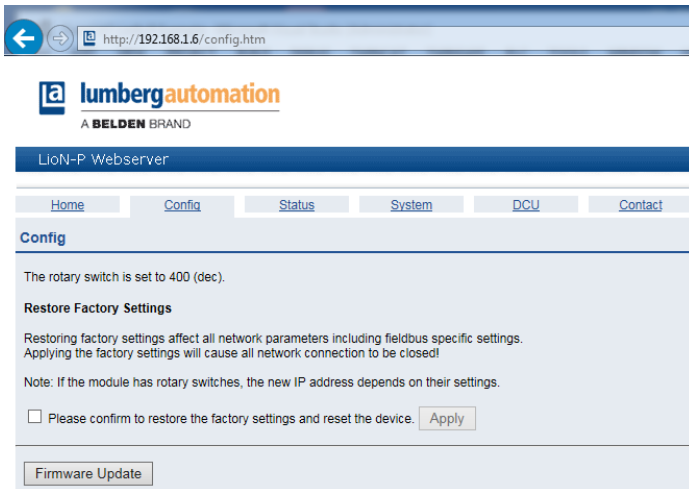 http://192.168.1.6/config.htm
lumbergautomation
A BELDEN BRAND
LioN-P Webserver
Home Config Status System DCU Contact
Config
The rotary switch is set to 400 (dec).
Restore Factory Settings
Restoring factory settings affect all network parameters including fieldbus specific settings.
Applying the factory settings will cause all network connection to be closed!
Note: If the module has rotary switches, the new IP address depends on their settings.
Please confirm to restore the factory settings and reset the device. Apply
Firmware Update